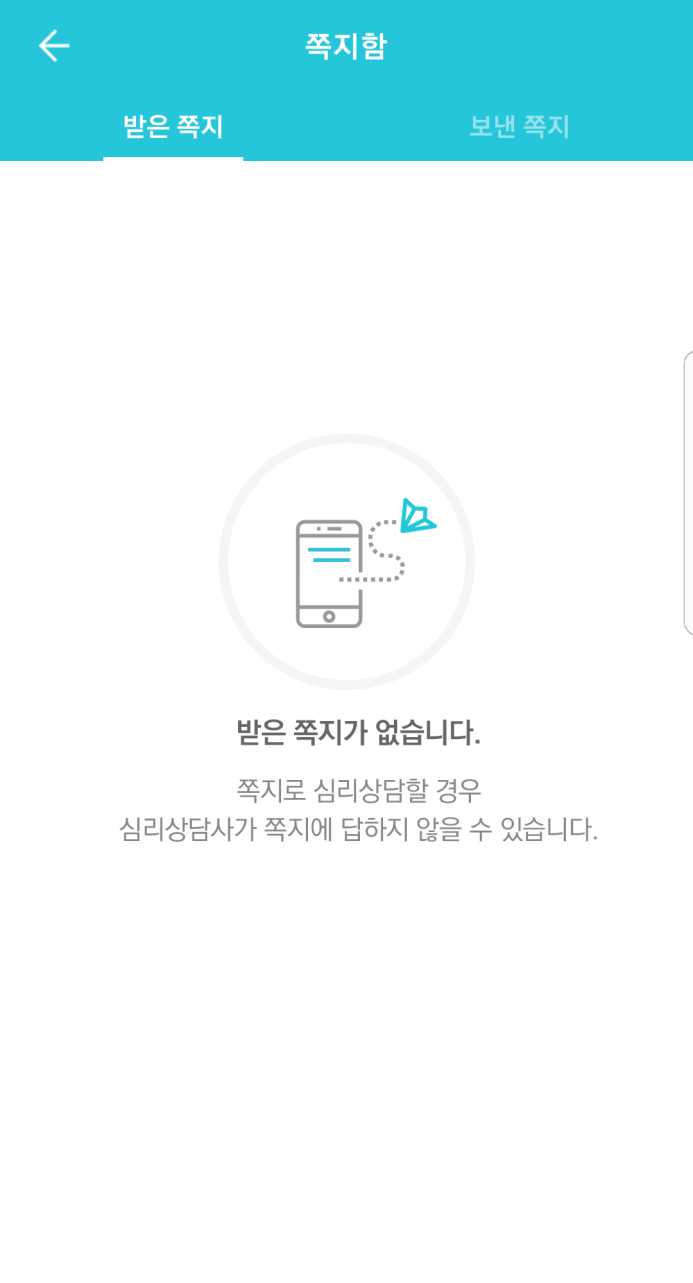 쪽지함
받은 쪽지
보낸 쪽지
받은 쪽지가 없습니다.
쪽지로 심리상담할 경우
심리상담사가 쪽지에 답하지 않을 수 있습니다.